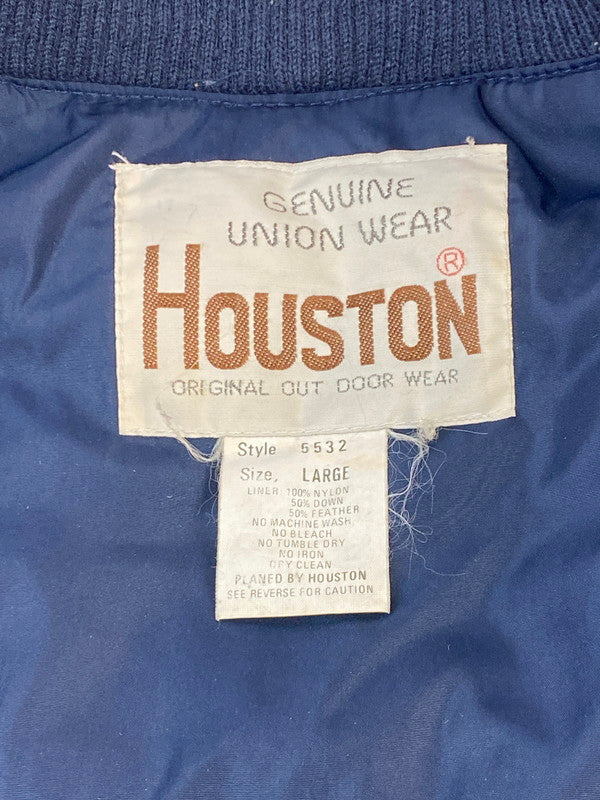 GENUINE
UNION WEAR
HOUSTON ®
ORIGINAL OUT DOOR WEAR
Style 5532
Size, LARGE
LINER: 100% NYLON
50% DOWN
50% FEATHER
NO MACHINE WASH
NO BLEACH
NO TUMBLE DRY
NO IRON
DRY CLEAN
PLANED BY HOUSTON
SEE REVERSE FOR CAUTION